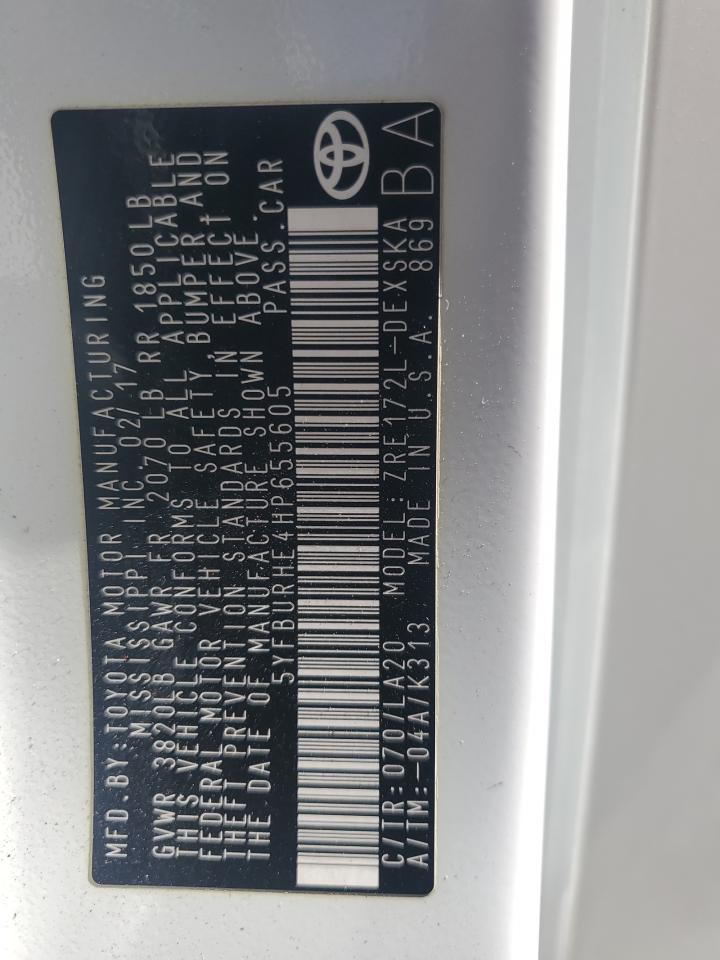 MFD.BY:TOYOTA MOTOR MANUFACTURING
MISSISSIPPI INC. 02/17
GVWR 3820LB GAWR FR 2070 LB RR 1850LB
THIS VEHICLE CONFORMS TO ALL APPLICABLE
FEDERAL MOTOR VEHICLE SAFETY,BUMPER AND
THEFT PREVENTION STANDARDS IN EFFECT ON
THE DATE OF MANUFACTURE SHOWN ABOVE.
5YFBURHE4HP655605 PASS.CAR
C/TR:070/LA20 MODEL:ZRE172L-DEXSKA
A/TM:-04A/K313 MADE IN U.S.A. 869
BA